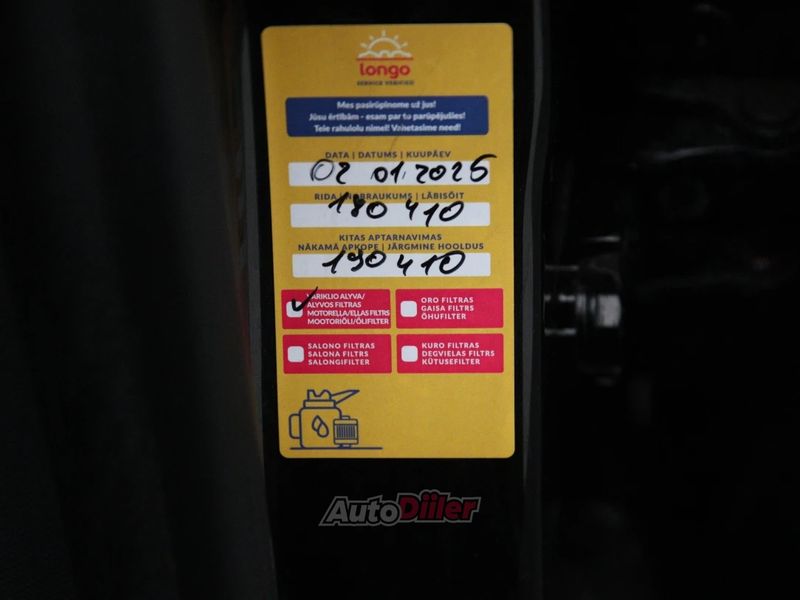 longo
SERVICE VERIFIED
Mes pasirūpinome už jus!
Jūsu ērtībām - esam par to parūpējušies!
Teie rahulolu nimel! Vahetasime need!
DATA | DATUMS | KUUPÄEV
02 01.2026
RIDA | NOBRAUKUMS | LÄBISÕIT
180 410
KITAS APTARNAVIMAS
NĀKAMĀ APKOPE | JÄRGMINE HOOLDUS
190 410
VARIKLIO ALYVA/
ALYVOS FILTRAS
MOTORELLA/EĻĻAS FILTRS
MOOTORIÕLI/ÕLIFILTER
ORO FILTRAS
GAISA FILTRS
ÕHUFILTER
SALONO FILTRAS
SALONA FILTRS
SALONGIFILTER
KURO FILTRAS
DEGVIELAS FILTRS
KÜTUSEFILTER
AutoDiiler